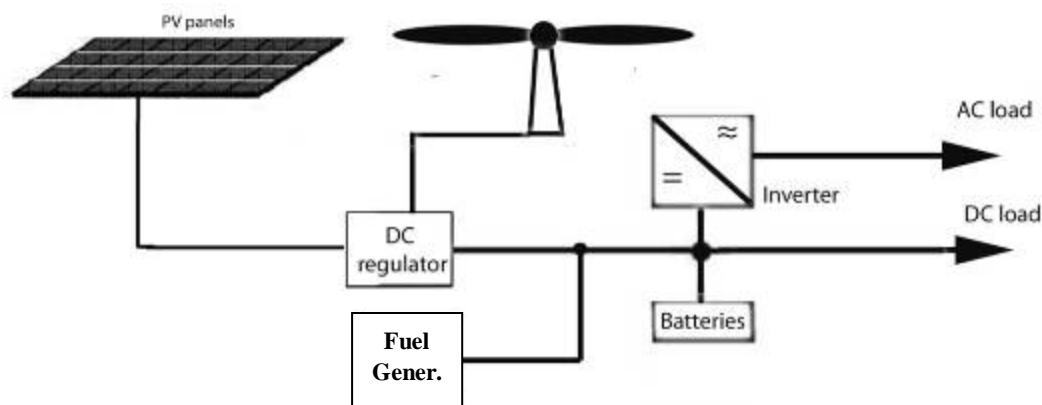 PV panels
AC load
Inverter
DC load
DC
regulator
Batteries
Fuel
Gener.